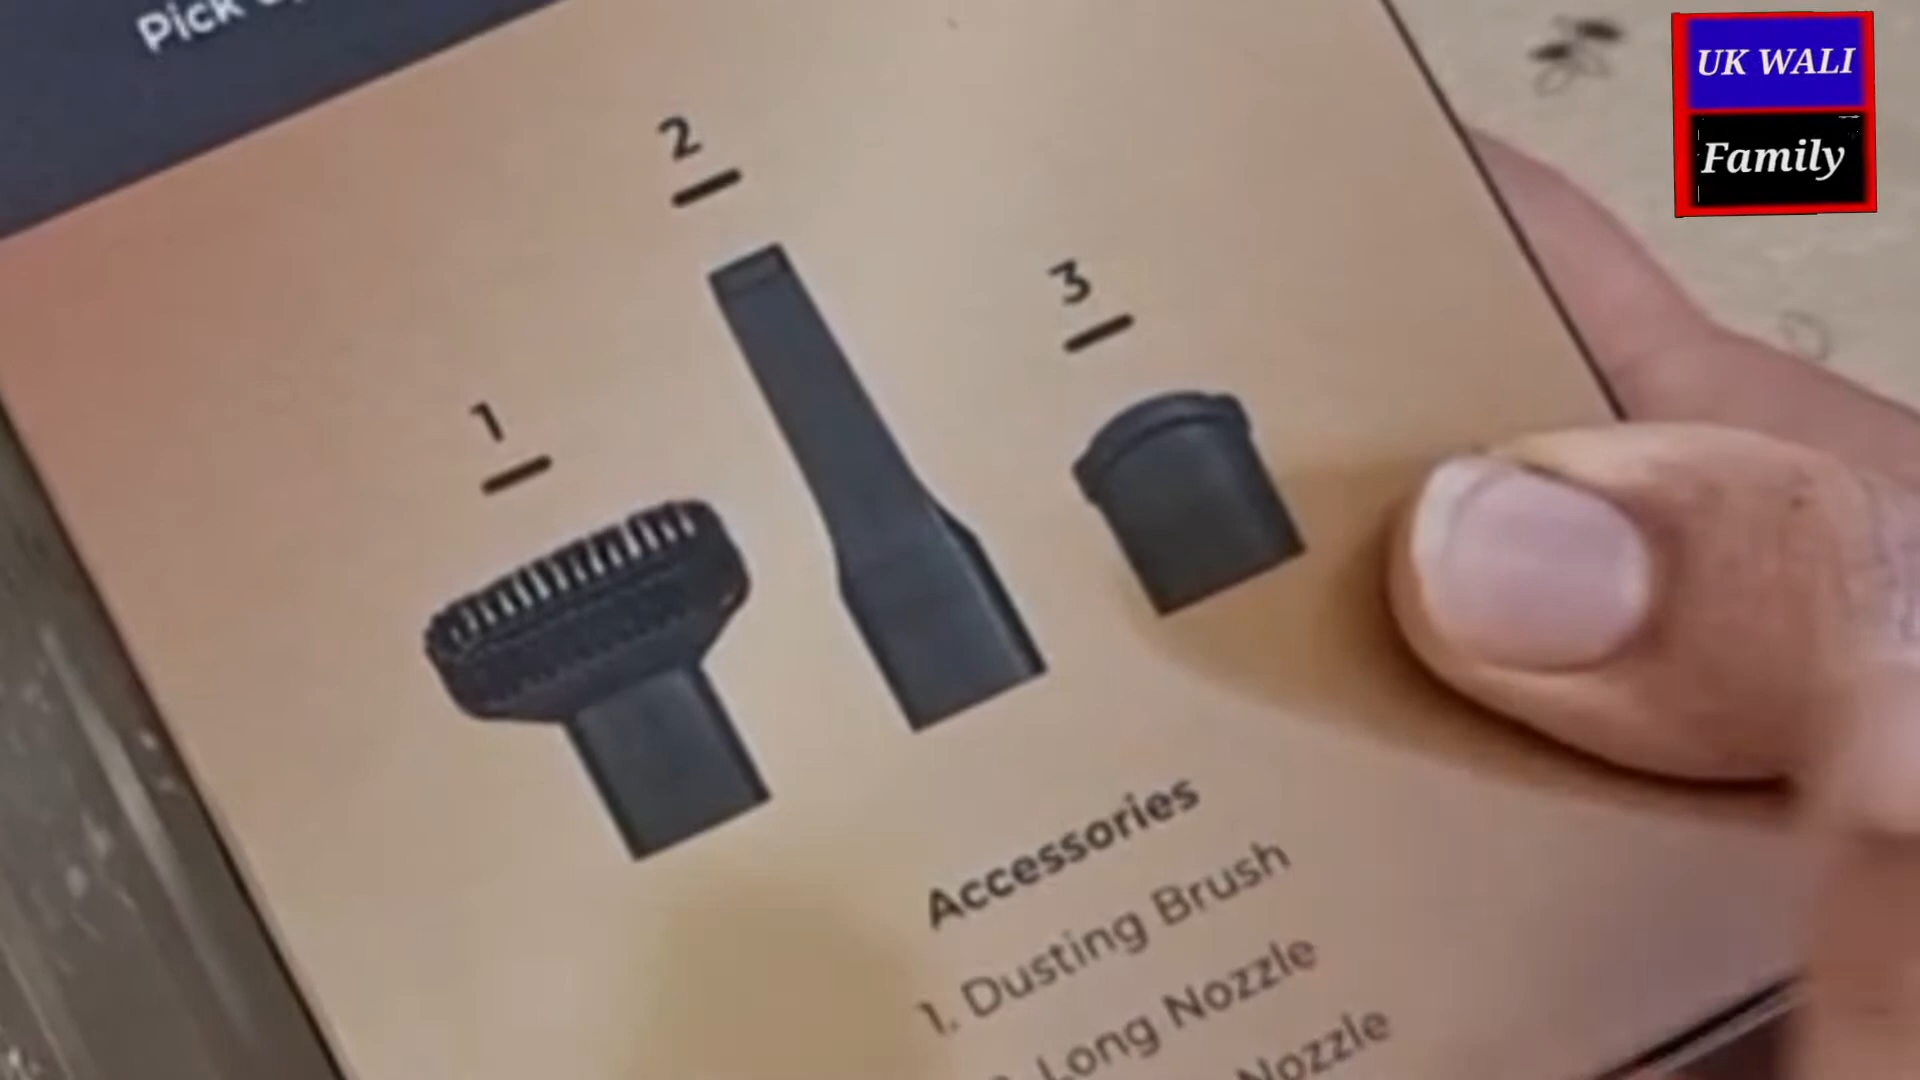 Pick
UK WALI
Family
2
3
1
Accessories
1. Dusting Brush
Long Nozzle
Nozzle